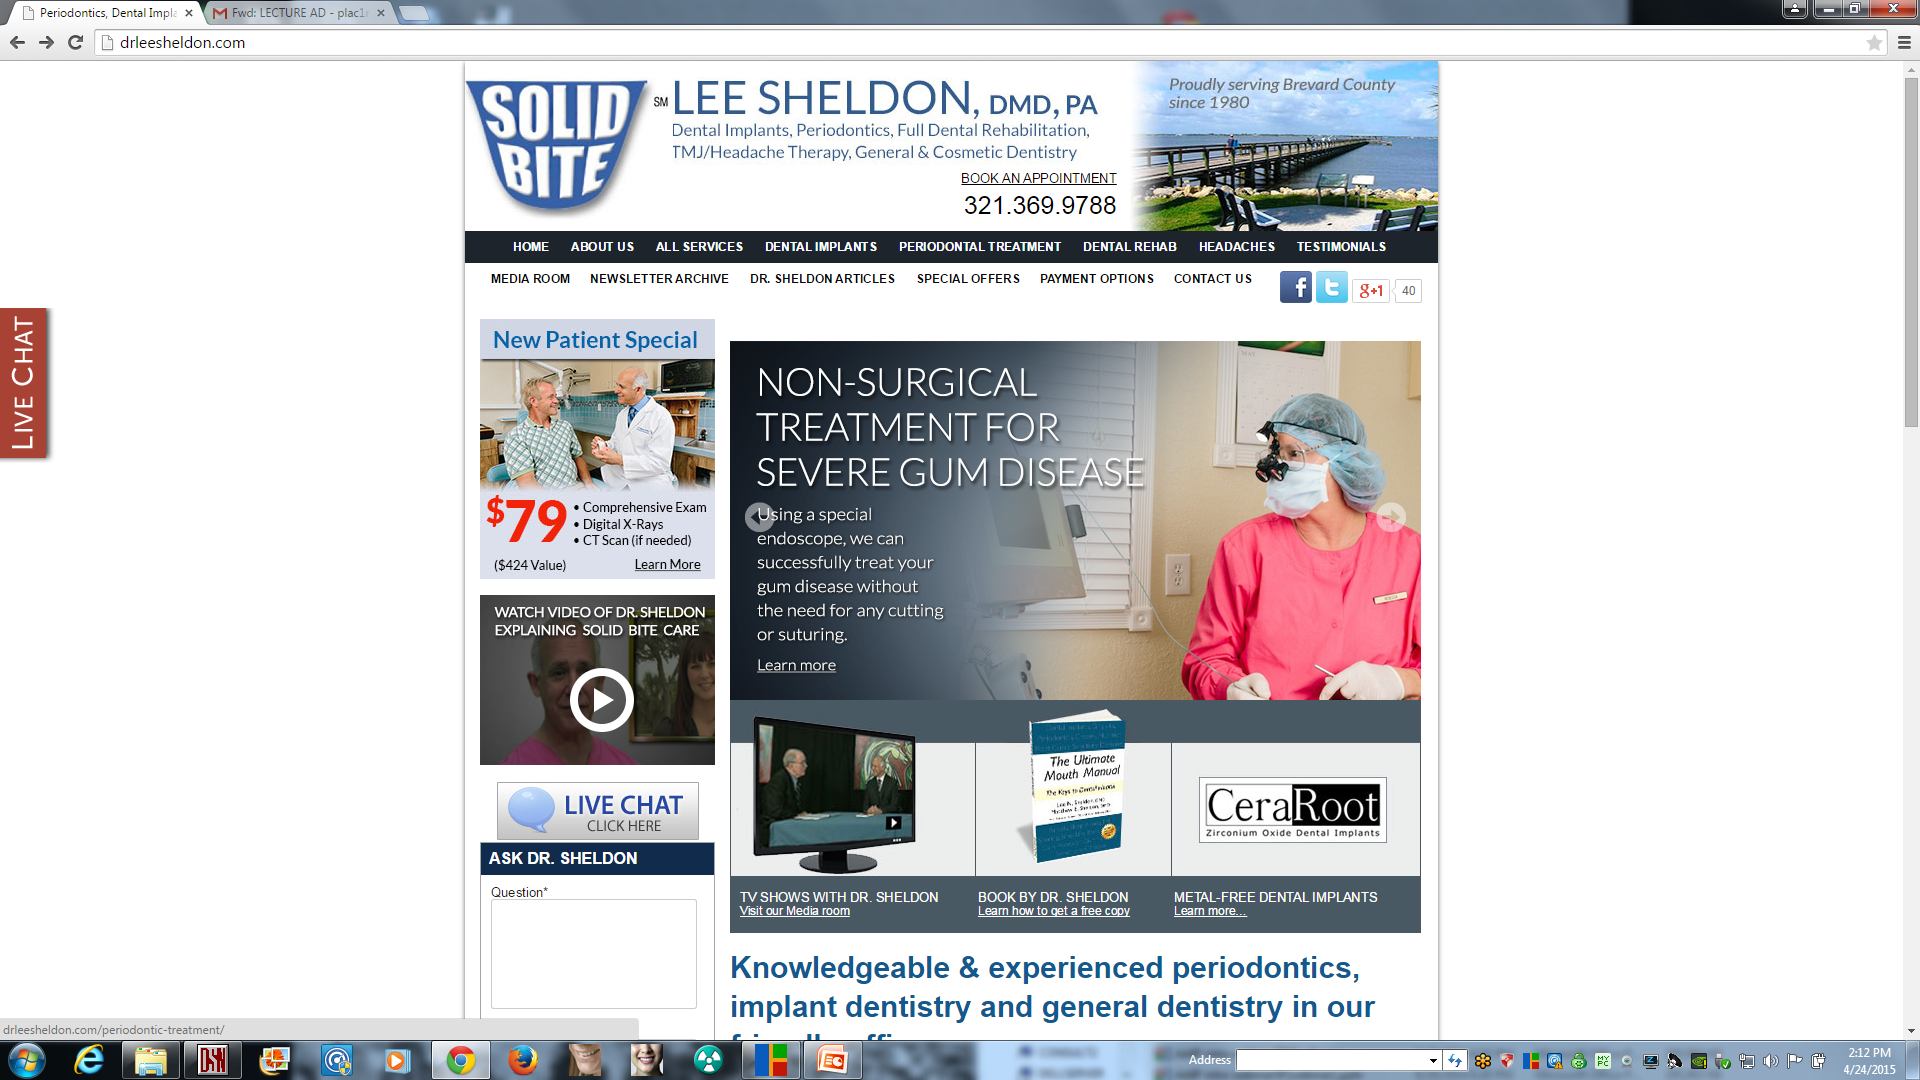 Periodontics, Dental Impla
Fwd: LECTURE AD - plac1
drleesheldon.com
SOLID
BITE
SM
LEE SHELDON, DMD, PA
Dental Implants, Periodontics, Full Dental Rehabilitation,
TMJ/Headache Therapy, General & Cosmetic Dentistry
BOOK AN APPOINTMENT
321.369.9788
Proudly serving Brevard County
since 1980
HOME ABOUT US ALL SERVICES DENTAL IMPLANTS PERIODONTAL TREATMENT DENTAL REHAB HEADACHES TESTIMONIALS
MEDIA ROOM NEWSLETTER ARCHIVE DR. SHELDON ARTICLES SPECIAL OFFERS PAYMENT OPTIONS CONTACT US
f t g+1 40
LIVE CHAT
New Patient Special
$79
• Comprehensive Exam
• Digital X-Rays
• CT Scan (if needed)
($424 Value) Learn More
WATCH VIDEO OF DR. SHELDON
EXPLAINING SOLID BITE CARE
LIVE CHAT
CLICK HERE
ASK DR. SHELDON
Question*
NON-SURGICAL
TREATMENT FOR
SEVERE GUM DISEASE
Using a special
endoscope, we can
successfully treat your
gum disease without
the need for any cutting
or suturing.
Learn more
MAY
The Ultimate
Mouth Manual
CeraRoot
Zirconium Oxide Dental Implants
TV SHOWS WITH DR. SHELDON
Visit our Media room
BOOK BY DR. SHELDON
Learn how to get a free copy
METAL-FREE DENTAL IMPLANTS
Learn more...
Knowledgeable & experienced periodontics,
implant dentistry and general dentistry in our
drleesheldon.com/periodontic-treatment/
DSN
Address
MY
PC
2:12 PM
4/24/2015